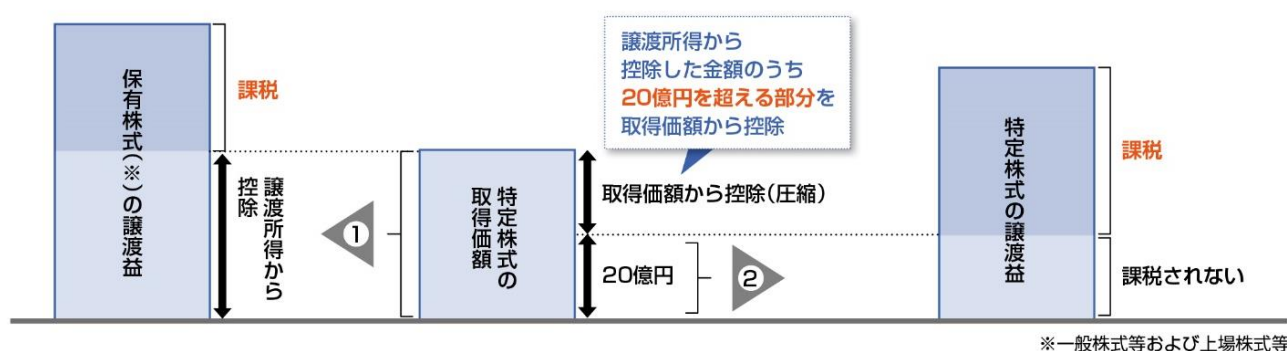 保有株式(※)の譲渡益
課税
譲渡所得から
控除
❶
特定株式の
取得価額
譲渡所得から
控除した金額のうち
20億円を超える部分を
取得価額から控除
取得価額から控除(圧縮)
20億円
❷
特定株式の譲渡益
課税
課税されない
※一般株式等および上場株式等